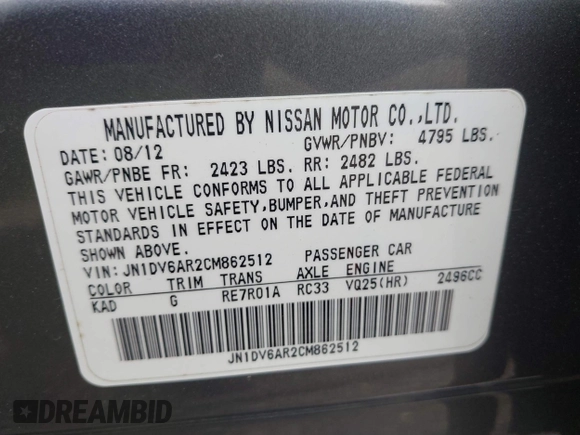 MANUFACTURED BY NISSAN MOTOR CO.,LTD.
DATE: 08/12 GVWR/PNBV: 4795 LBS.
GAWR/PNBE FR: 2423 LBS. RR: 2482 LBS.
THIS VEHICLE CONFORMS TO ALL APPLICABLE FEDERAL
MOTOR VEHICLE SAFETY,BUMPER,AND THEFT PREVENTION
STANDARDS IN EFFECT ON THE DATE OF MANUFACTURE
SHOWN ABOVE.
VIN: JN1DV6AR2CM862512 PASSENGER CAR
COLOR TRIM TRANS AXLE ENGINE
KAD G RE7R01A RC33 VQ25(HR) 2496CC
JN1DV6AR2CM862512
DREAMBID